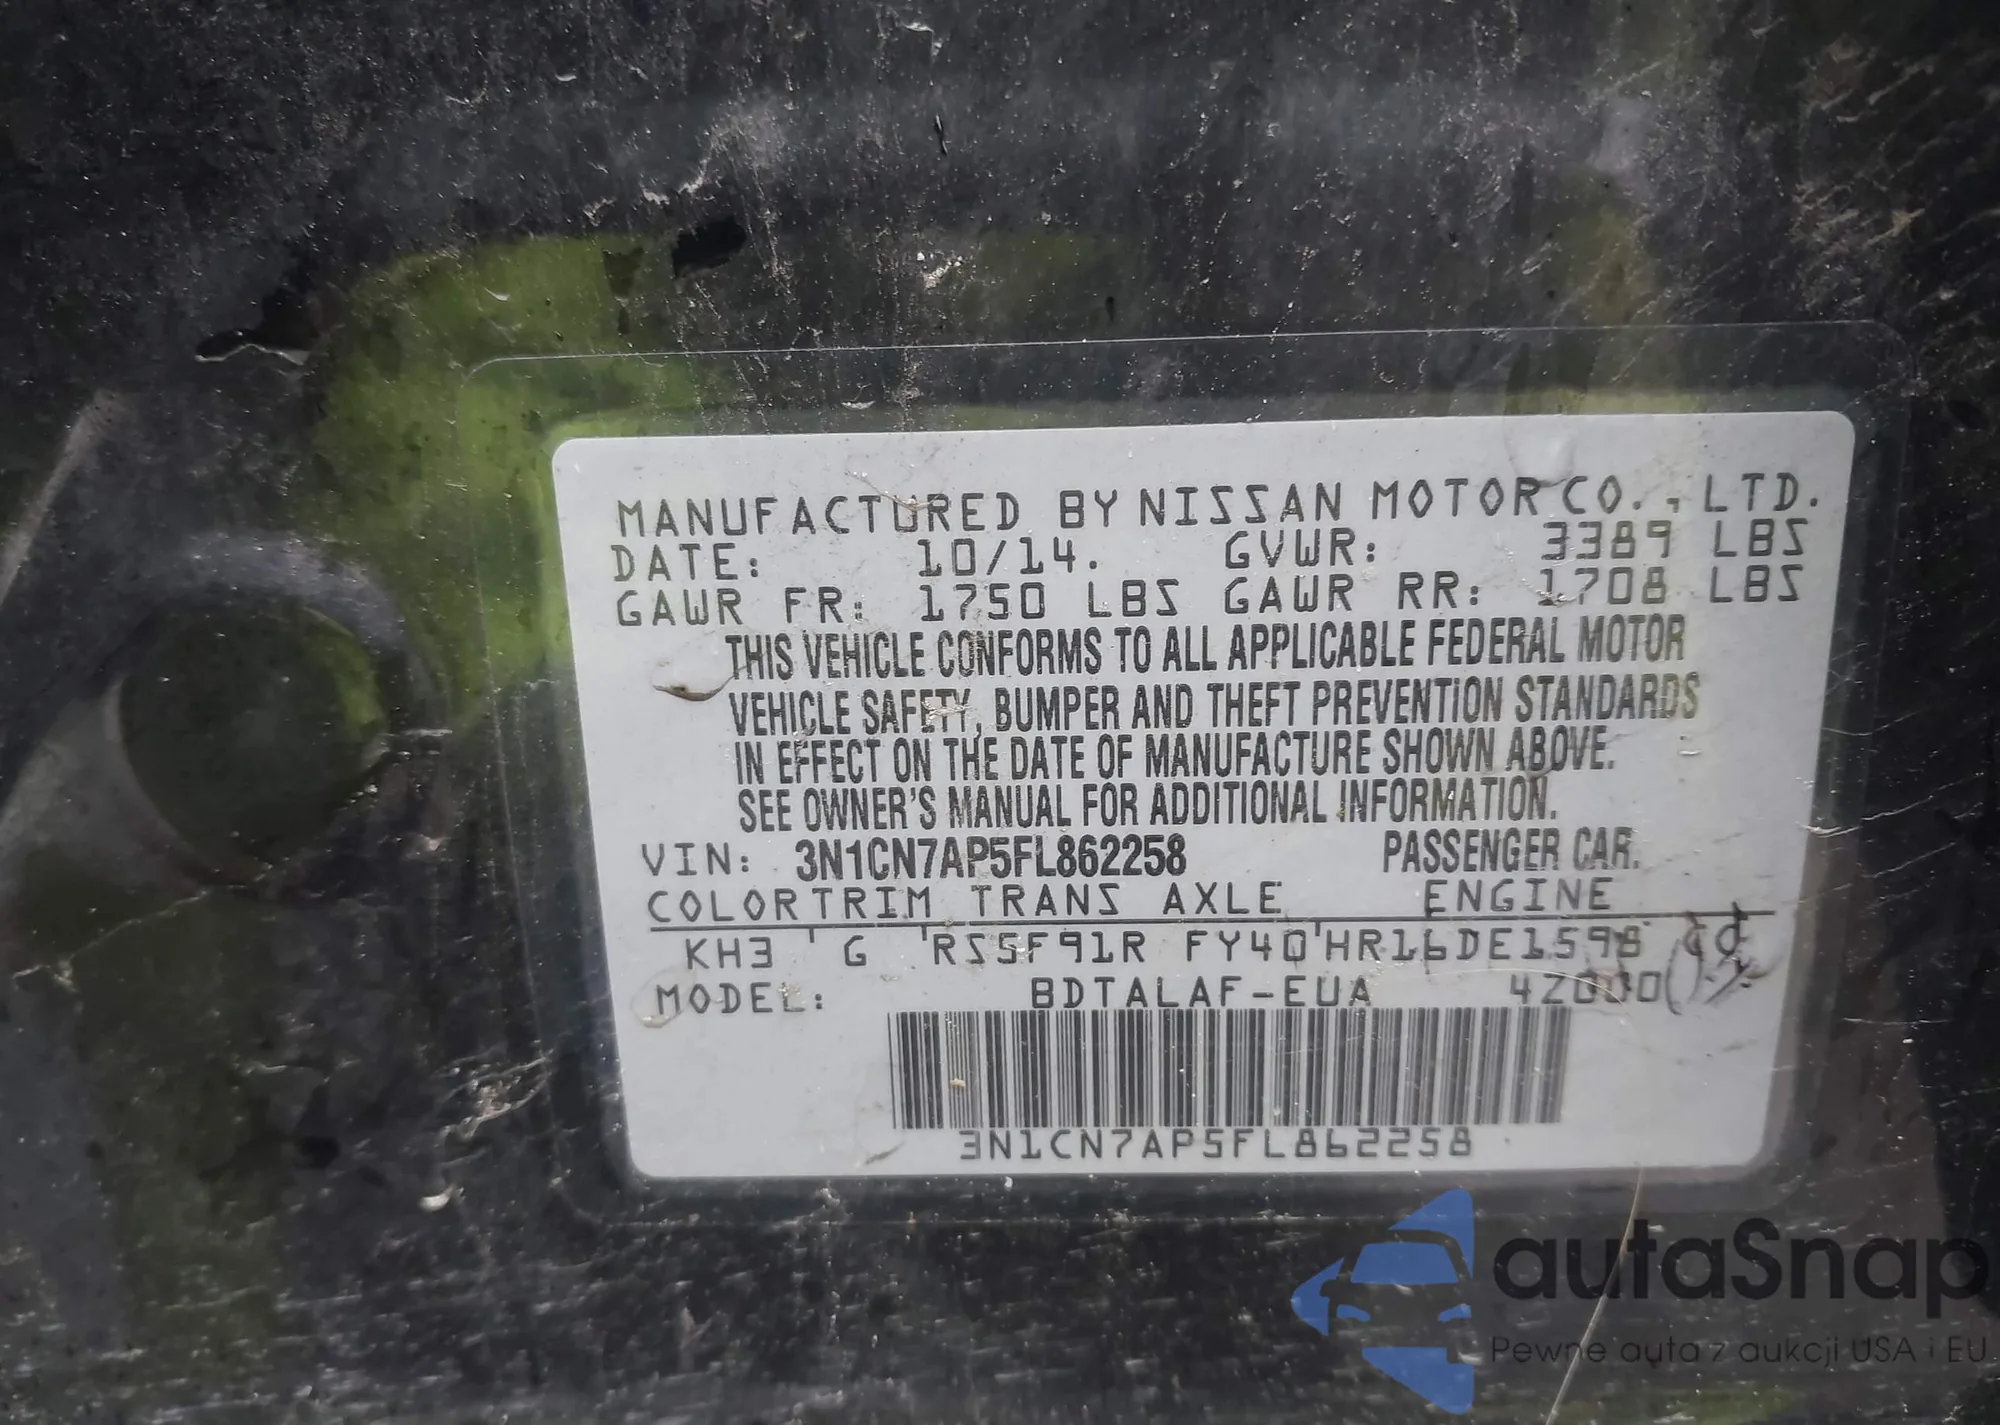 MANUFACTURED BY NISSAN MOTOR CO., LTD.
DATE: 10/14. GVWR: 3389 LBS
GAWR FR: 1750 LBS GAWR RR: 1708 LBS
THIS VEHICLE CONFORMS TO ALL APPLICABLE FEDERAL MOTOR
VEHICLE SAFETY, BUMPER AND THEFT PREVENTION STANDARDS
IN EFFECT ON THE DATE OF MANUFACTURE SHOWN ABOVE.
SEE OWNER'S MANUAL FOR ADDITIONAL INFORMATION.
VIN: 3N1CN7AP5FL862258 PASSENGER CAR.
COLOR TRIM TRANS AXLE ENGINE
KH3 G RS5F91R FY40 HR16DE1598
MODEL: BDTALAF-EUA 4Z000
3N1CN7AP5FL862258
autaSnap
Pewne auta z aukcji USA i EU